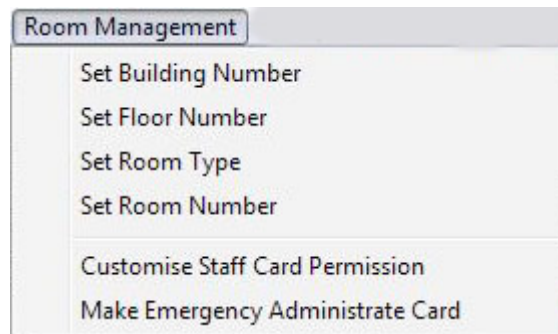 Room Management
Set Building Number
Set Floor Number
Set Room Type
Set Room Number
Customise Staff Card Permission
Make Emergency Administrate Card